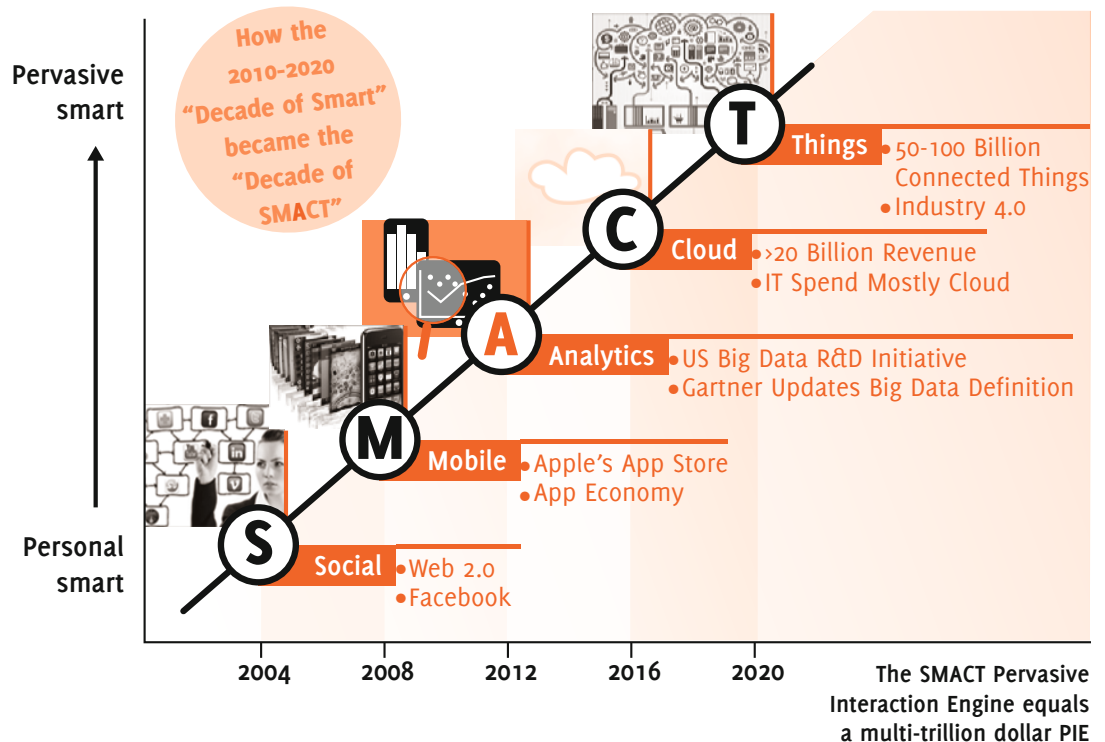 How the
2010-2020
“Decade of Smart”
became the
“Decade of
SMACT”
Pervasive
smart
Personal
smart
T
Things
• 50-100 Billion
Connected Things
• Industry 4.0
C
Cloud
• >20 Billion Revenue
• IT Spend Mostly Cloud
A
Analytics
• US Big Data R&D Initiative
• Gartner Updates Big Data Definition
M
Mobile
• Apple’s App Store
• App Economy
S
Social
• Web 2.0
• Facebook
2004 2008 2012 2016 2020
The SMACT Pervasive
Interaction Engine equals
a multi-trillion dollar PIE